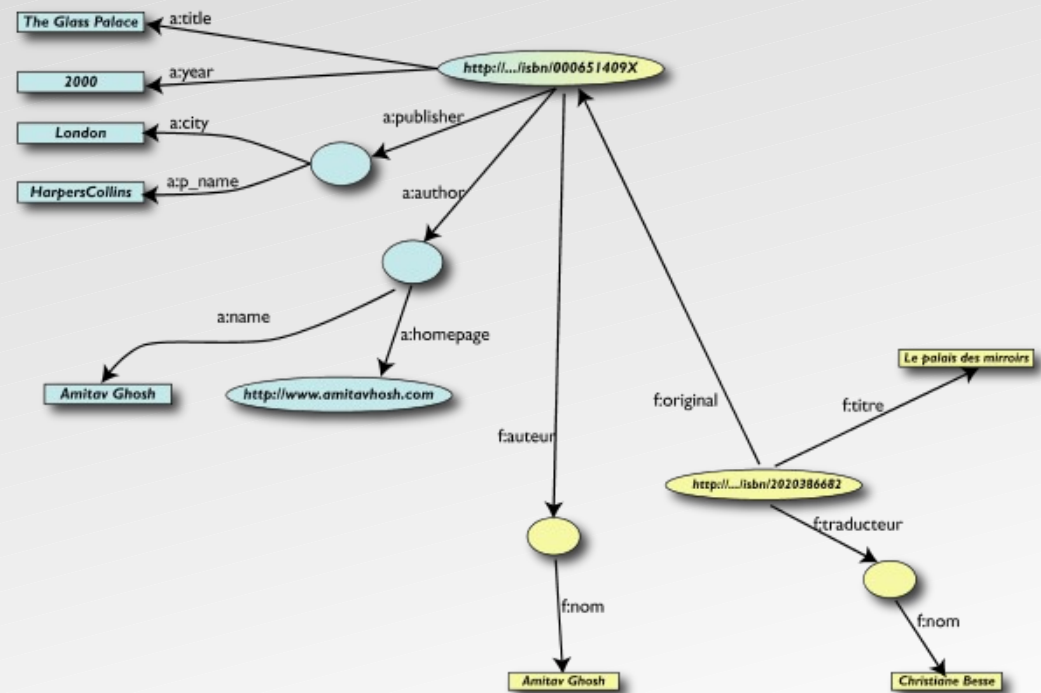 The Glass Palace
a:title
http://.../isbn/000651409X
2000
a:year
London
a:city
a:publisher
HarpersCollins
a:p_name
a:author
a:name
a:homepage
Amitav Ghosh
http://www.amitavhosh.com
Le palais des mirroirs
f:original
f:titre
f:auteur
http://.../isbn/2020386682
f:traducteur
f:nom
f:nom
Amitav Ghosh
Christiane Besse